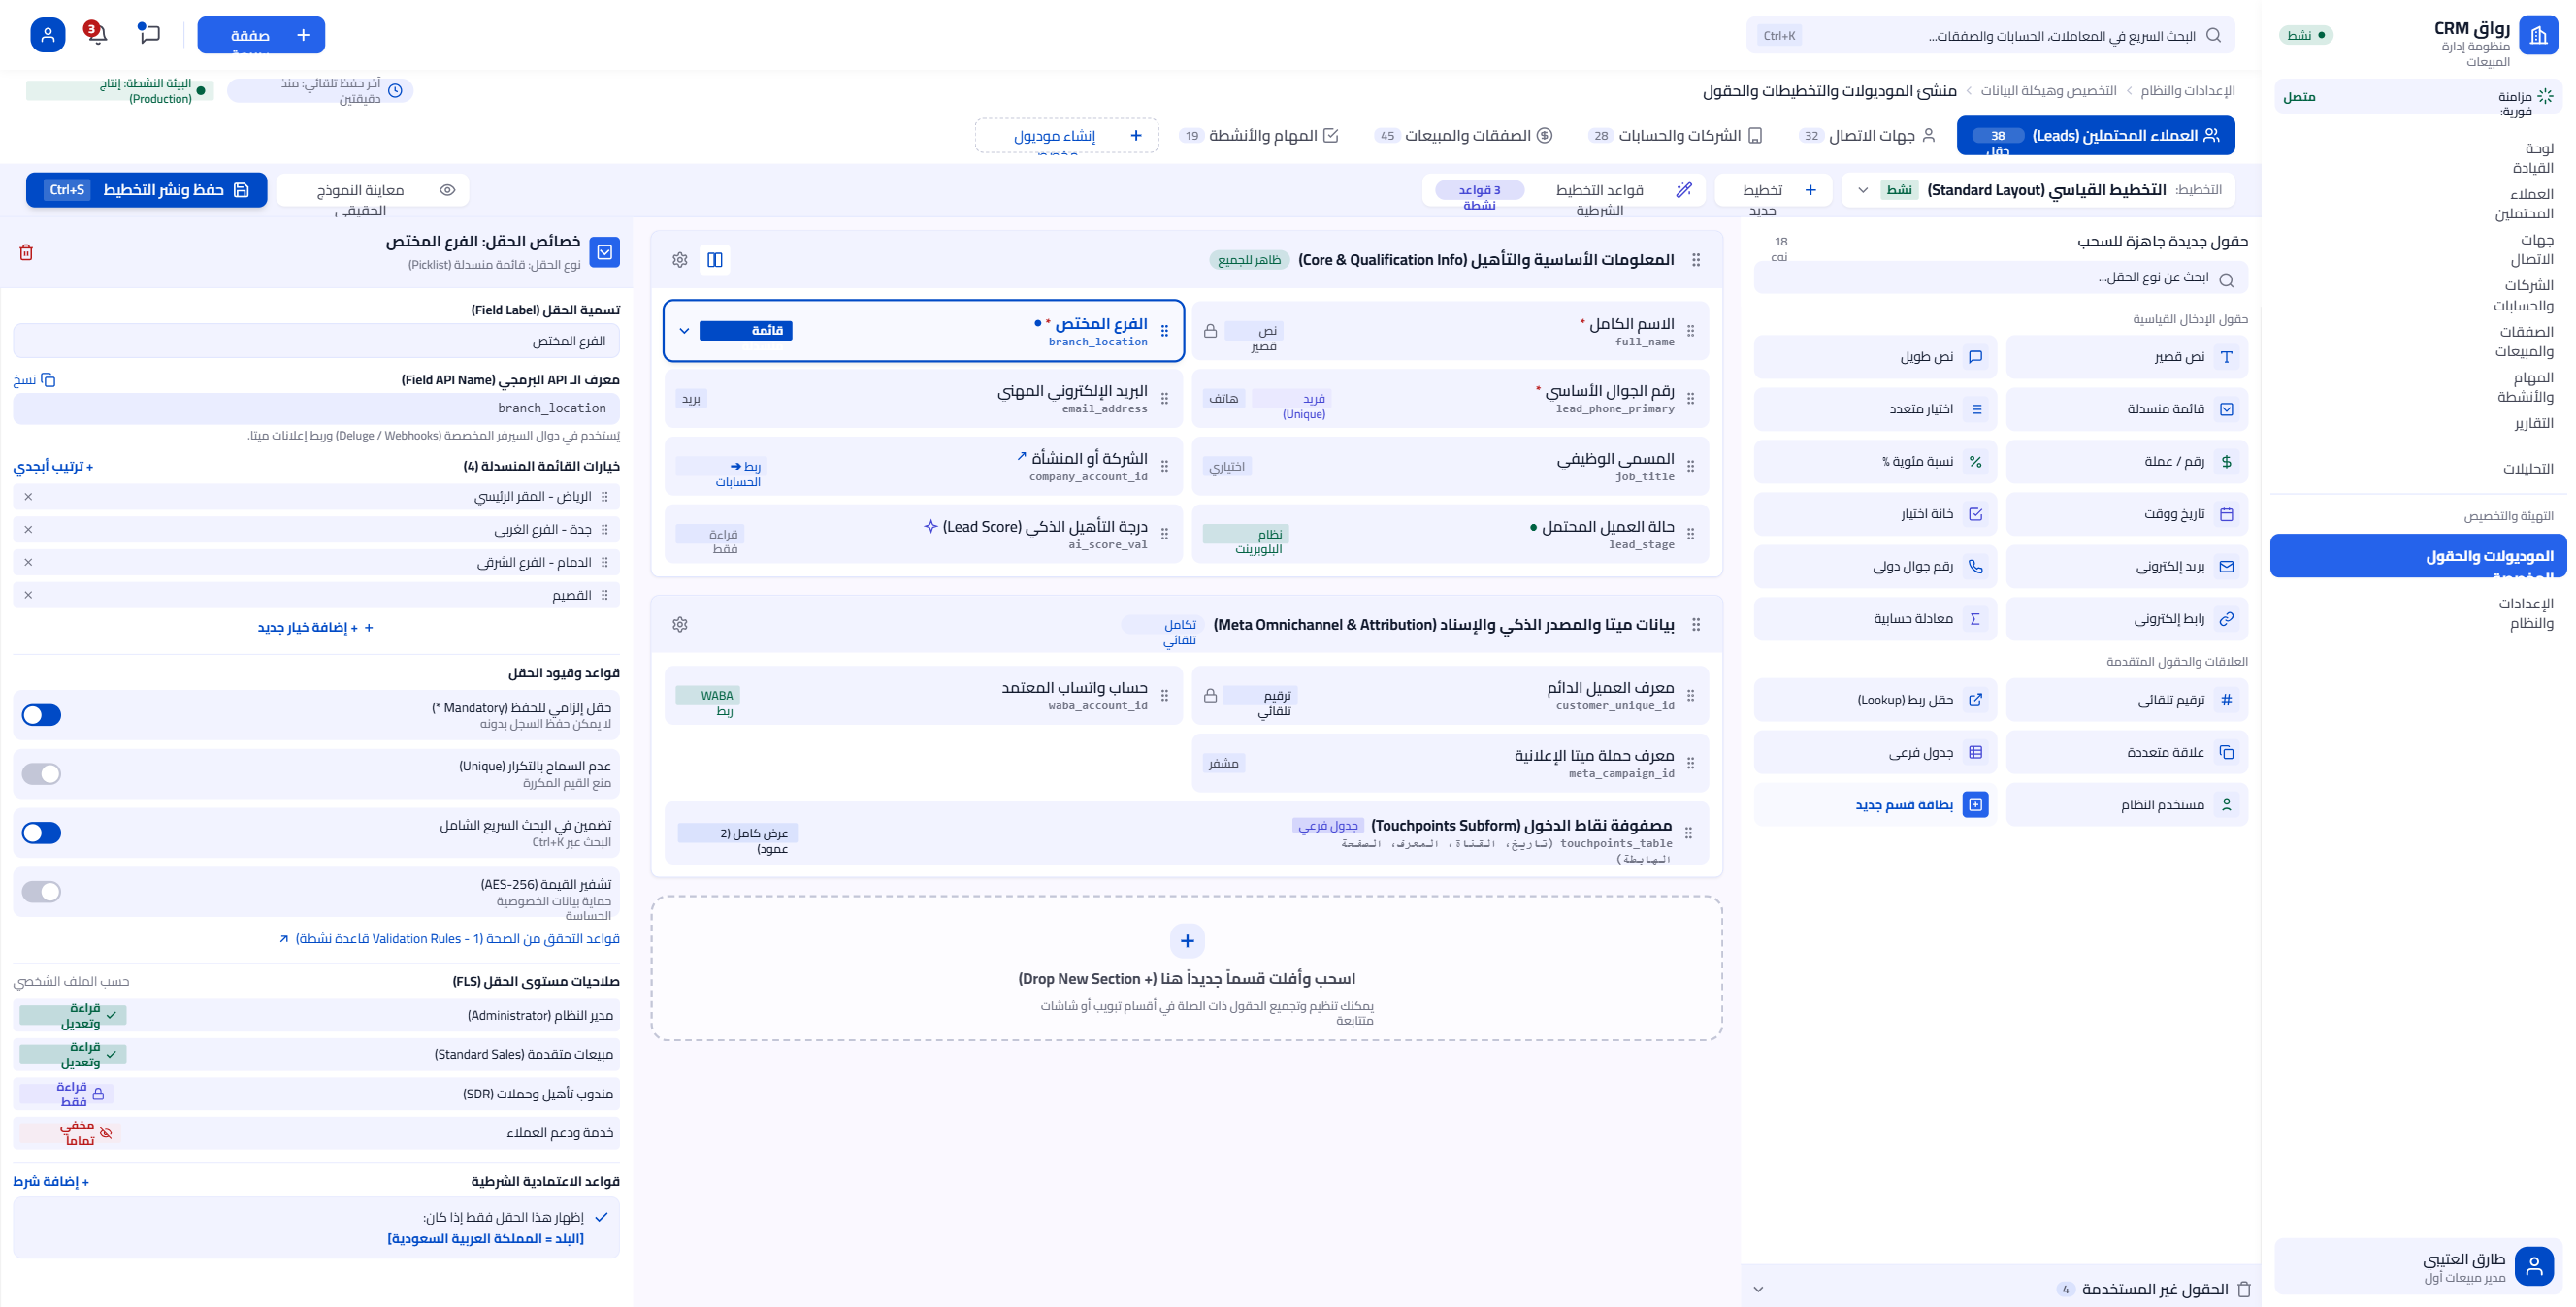 رواق CRM
منظومة إدارة
المبيعات
نشط
مزامنة
فورية:
متصل
لوحة
القيادة
العملاء
المحتملين
جهات
الاتصال
الشركات
والحسابات
الصفقات
والمبيعات
المهام
والأنشطة
التقارير
التحليلات
التهيئة والتخصيص
الموديولات والحقول
الإعدادات
والنظام
طارق العتيبي
مدير مبيعات أول
البحث السريع في المعاملات، الحسابات والصفقات...
Ctrl+K
صفقة
3
الإعدادات والنظام
التخصيص وهيكلة البيانات
منشئ الموديولات والتخطيطات والحقول
آخر حفظ تلقائي: منذ
دقيقتين
البيئة النشطة: إنتاج
(Production)
العملاء المحتملين (Leads) 38
حقل
جهات الاتصال 32
الشركات والحسابات 28
الصفقات والمبيعات 45
المهام والأنشطة 19
إنشاء موديول
التخطيط: التخطيط القياسي (Standard Layout) نشط
تخطيط
جديد
قواعد التخطيط
الشرطية
3 قواعد
نشطة
معاينة النموذج
الحقيقي
حفظ ونشر التخطيط Ctrl+S
حقول جديدة جاهزة للسحب
18
نوع
ابحث عن نوع الحقل...
حقول الإدخال القياسية
نص قصير
نص طويل
قائمة منسدلة
اختيار متعدد
رقم / عملة
نسبة مئوية %
تاريخ ووقت
خانة اختيار
بريد إلكتروني
رقم جوال دولي
رابط إلكتروني
معادلة حسابية
العلاقات والحقول المتقدمة
ترقيم تلقائي
حقل ربط (Lookup)
علاقة متعددة
جدول فرعي
مستخدم النظام
بطاقة قسم جديد
الحقول غير المستخدمة 4
المعلومات الأساسية والتأهيل (Core & Qualification Info) ظاهر للجميع
الاسم الكامل *
full_name
نص
قصير
الفرع المختص *
branch_location
قائمة
رقم الجوال الأساسي *
lead_phone_primary
فريد
(Unique)
هاتف
البريد الإلكتروني المهني
email_address
بريد
المسمى الوظيفي
job_title
اختياري
الشركة أو المنشأة
company_account_id
ربط ➔
الحسابات
حالة العميل المحتمل
lead_stage
نظام
البلوبرينت
درجة التأهيل الذكي (Lead Score)
ai_score_val
قراءة
فقط
بيانات ميتا والمصدر الذكي والإسناد (Meta Omnichannel & Attribution)
تكامل
تلقائي
معرف العميل الدائم
customer_unique_id
ترقيم
تلقائي
حساب واتساب المعتمد
waba_account_id
WABA
ربط
معرف حملة ميتا الإعلانية
meta_campaign_id
مشفر
مصفوفة نقاط الدخول (Touchpoints Subform) جدول فرعي
touchpoints_table (تاريخ، القناة، المعرف، الصفحة
الهابطة)
عرض كامل (2
عمود)
اسحب وأفلت قسماً جديداً هنا (+ Drop New Section)
يمكنك تنظيم وتجميع الحقول ذات الصلة في أقسام تبويب أو شاشات
متتابعة
خصائص الحقل: الفرع المختص
نوع الحقل: قائمة منسدلة (Picklist)
تسمية الحقل (Field Label)
الفرع المختص
معرف الـ API البرمجي (Field API Name)
نسخ
branch_location
يُستخدم في دوال السيرفر المخصصة (Deluge / Webhooks) وربط إعلانات ميتا.
خيارات القائمة المنسدلة (4)
+ ترتيب أبجدي
الرياض - المقر الرئيسي
جدة - الفرع الغربي
الدمام - الفرع الشرقي
القصيم
+ إضافة خيار جديد
قواعد وقيود الحقل
حقل إلزامي للحفظ (Mandatory *)
لا يمكن حفظ السجل بدونه
عدم السماح بالتكرار (Unique)
منع القيم المكررة
تضمين في البحث السريع الشامل
البحث عبر Ctrl+K
تشفير القيمة (AES-256)
حماية بيانات الخصوصية
الحساسة
قواعد التحقق من الصحة (Validation Rules - 1 قاعدة نشطة)
صلاحيات مستوى الحقل (FLS)
حسب الملف الشخصي
مدير النظام (Administrator)
قراءة
وتعديل
مبيعات متقدمة (Standard Sales)
قراءة
وتعديل
مندوب تأهيل وحملات (SDR)
قراءة
فقط
خدمة ودعم العملاء
مخفي
تماماً
قواعد الاعتمادية الشرطية
+ إضافة شرط
إظهار هذا الحقل فقط إذا كان:
[البلد = المملكة العربية السعودية]